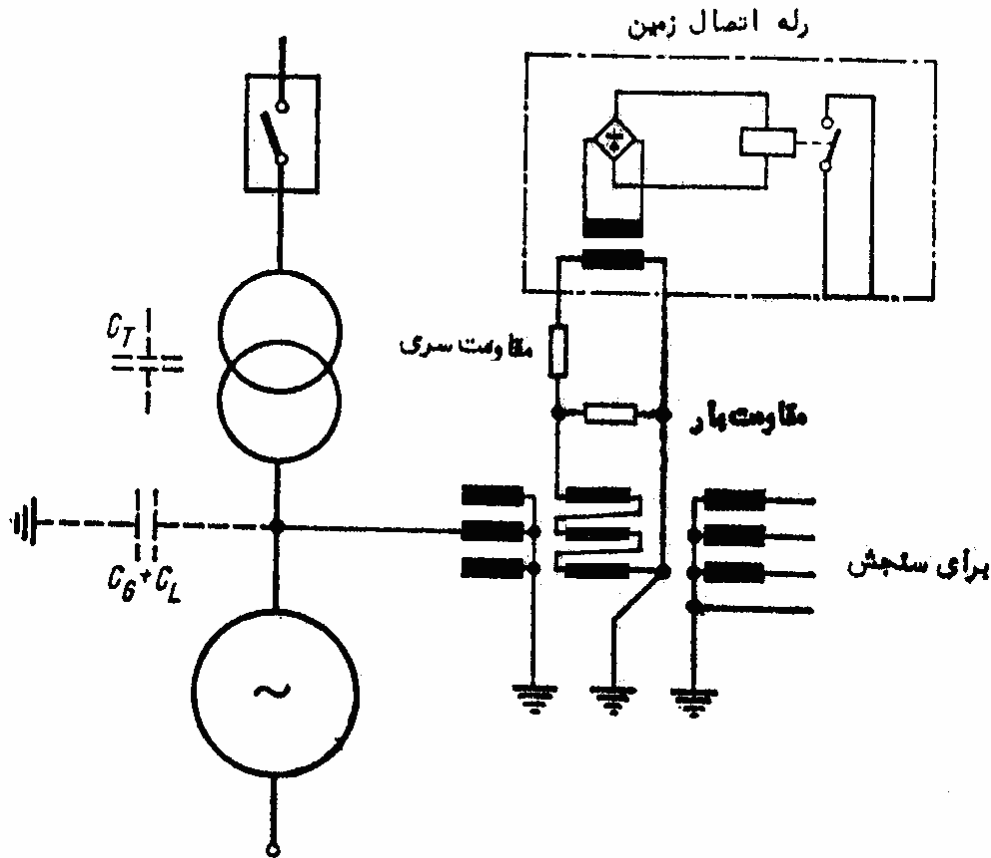 رله اتصال زمین
C_T
مقاومت سری
مقاومت بار
C_G + C_L
برای سنجش
~